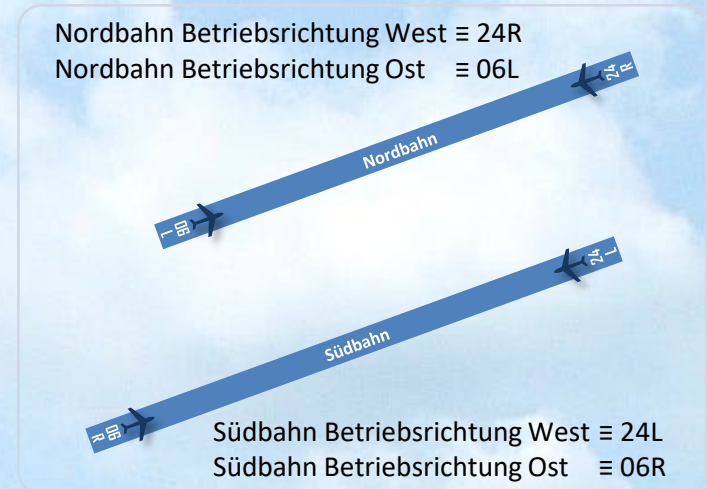 Nordbahn Betriebsrichtung West ≡ 24R
Nordbahn Betriebsrichtung Ost ≡ 06L
24
R
Nordbahn
06
L
24
L
Südbahn
06
R
Südbahn Betriebsrichtung West ≡ 24L
Südbahn Betriebsrichtung Ost ≡ 06R